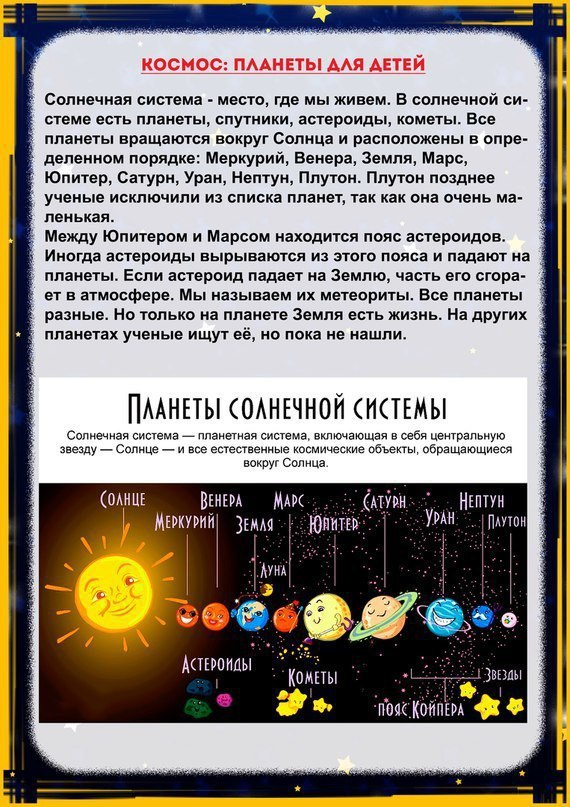 КОСМОС: ПЛАНЕТЫ ДЛЯ ДЕТЕЙ
Солнечная система - место, где мы живем. В солнечной си-
стеме есть планеты, спутники, астероиды, кометы. Все
планеты вращаются вокруг Солнца и расположены в опре-
деленном порядке: Меркурий, Венера, Земля, Марс,
Юпитер, Сатурн, Уран, Нептун, Плутон. Плутон позднее
ученые исключили из списка планет, так как она очень ма-
ленькая.
Между Юпитером и Марсом находится пояс астероидов.
Иногда астероиды вырываются из этого пояса и падают на
планеты. Если астероид падает на Землю, часть его сгора-
ет в атмосфере. Мы называем их метеориты. Все планеты
разные. Но только на планете Земля есть жизнь. На других
планетах ученые ищут её, но пока не нашли.
ПЛАНЕТЫ СОЛНЕЧНОЙ СИСТЕМЫ
Солнечная система — планетная система, включающая в себя центральную
звезду — Солнце — и все естественные космические объекты, обращающиеся
вокруг Солнца.
СОЛНЦЕ ВЕНЕРА МАРС САТУРН НЕПТУН
МЕРКУРИЙ ЗЕМЛЯ ЮПИТЕР УРАН ПЛУТОН
ЛУНА
АСТЕРОИДЫ КОМЕТЫ ЗВЕЗДЫ
ПОЯС КОЙПЕРА